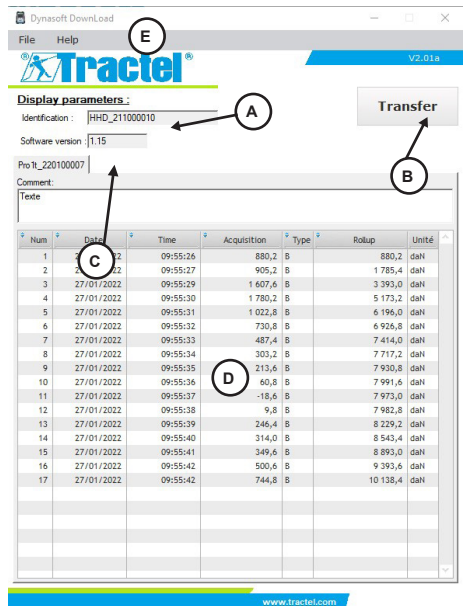 Dynasoft DownLoad
File Help E
Tractel®
V2.01a
Display parameters :
Identification : HHD_211000010 A
Transfer
Software version : 1.15
B
Pro1t_220100007
Comment:
Texte
C
Num Date Time Acquisition Type Rollup Unité
1 09:55:26 880,2 B 880,2 daN
2 09:55:27 905,2 B 1 785,4 daN
3 27/01/2022 09:55:29 1 607,6 B 3 393,0 daN
4 27/01/2022 09:55:30 1 780,2 B 5 173,2 daN
5 27/01/2022 09:55:31 1 022,8 B 6 196,0 daN
6 27/01/2022 09:55:32 730,8 B 6 926,8 daN
7 27/01/2022 09:55:33 487,4 B 7 414,0 daN
8 27/01/2022 09:55:34 303,2 B 7 717,2 daN
9 27/01/2022 09:55:35 213,6 B 7 930,8 daN
10 27/01/2022 09:55:36 D 60,8 B 7 991,6 daN
11 27/01/2022 09:55:37 -18,6 B 7 973,0 daN
12 27/01/2022 09:55:38 9,8 B 7 982,8 daN
13 27/01/2022 09:55:39 246,4 B 8 229,2 daN
14 27/01/2022 09:55:40 314,0 B 8 543,4 daN
15 27/01/2022 09:55:41 349,6 B 8 893,0 daN
16 27/01/2022 09:55:42 500,6 B 9 393,6 daN
17 27/01/2022 09:55:42 744,8 B 10 138,4 daN
www.tractel.com